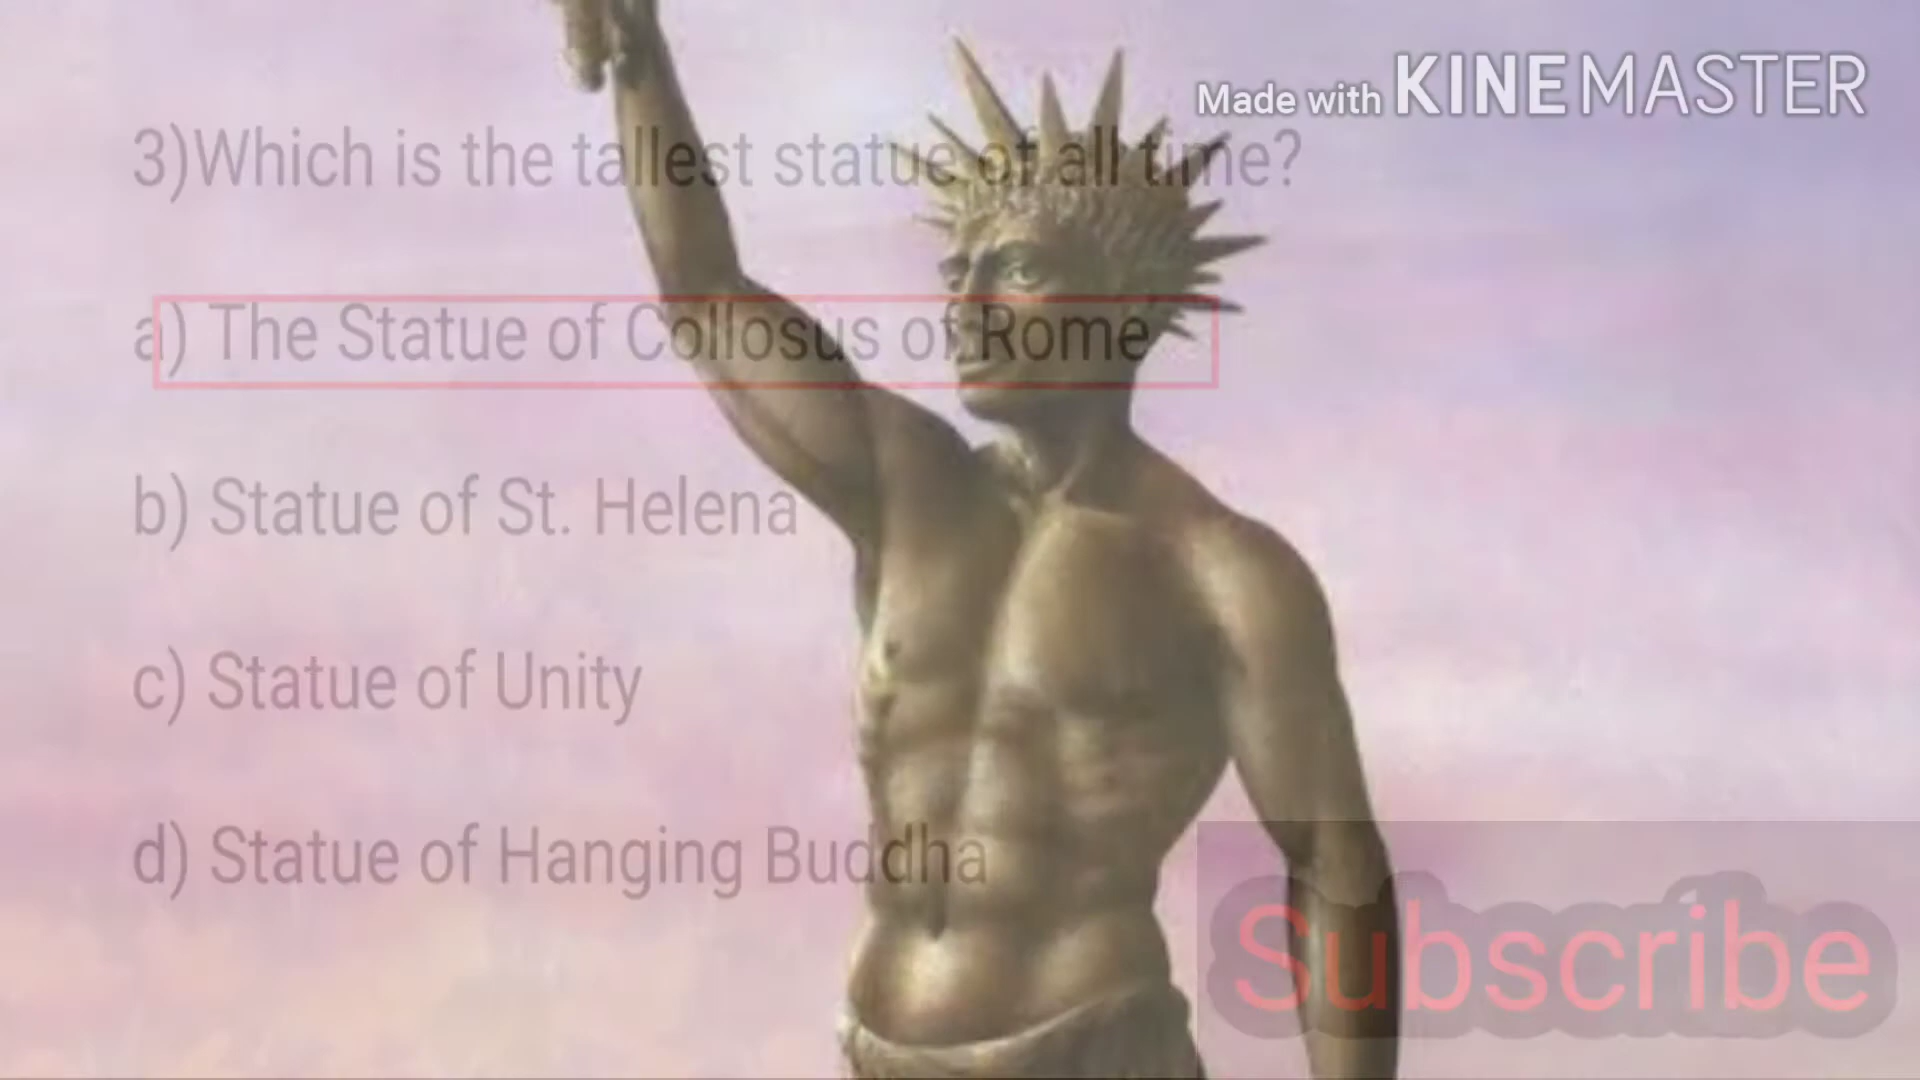 Made with KINEMASTER
3)Which is the tallest statue of all time?
a) The Statue of Collosus of Rome
b) Statue of St. Helena
c) Statue of Unity
d) Statue of Hanging Buddha
Subscribe